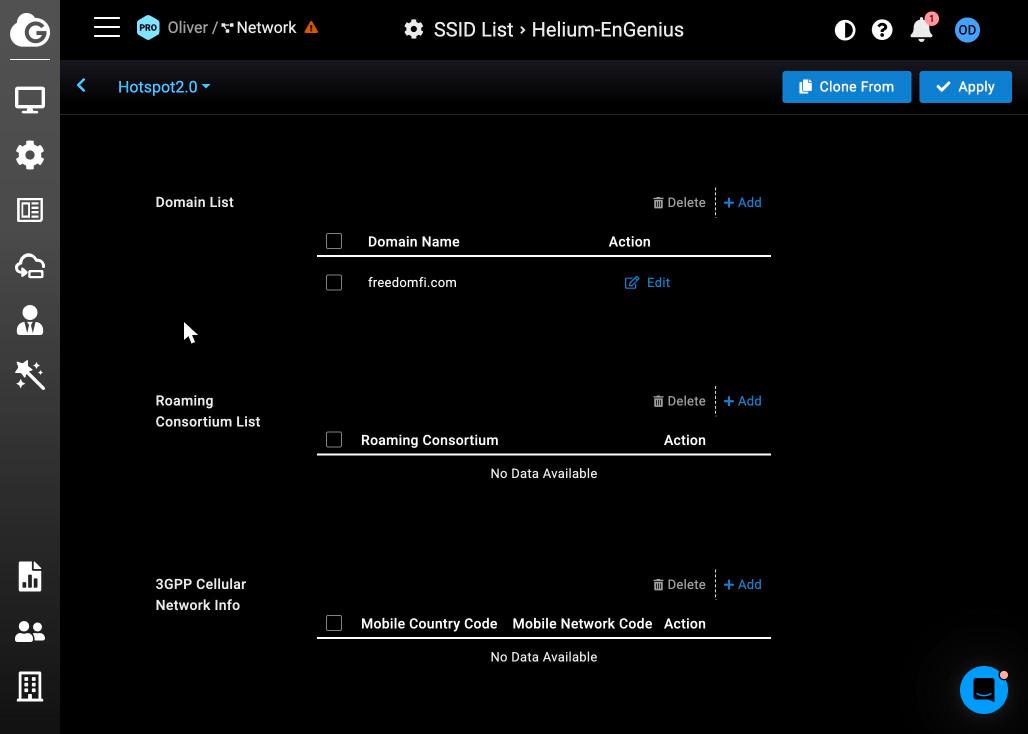 PRO Oliver / Network
SSID List › Helium-EnGenius
1
OD
Hotspot2.0
Clone From
Apply
Domain List
Delete
+ Add
Domain Name Action
freedomfi.com Edit
Roaming
Consortium List
Delete
+ Add
Roaming Consortium Action
No Data Available
3GPP Cellular
Network Info
Delete
+ Add
Mobile Country Code Mobile Network Code Action
No Data Available